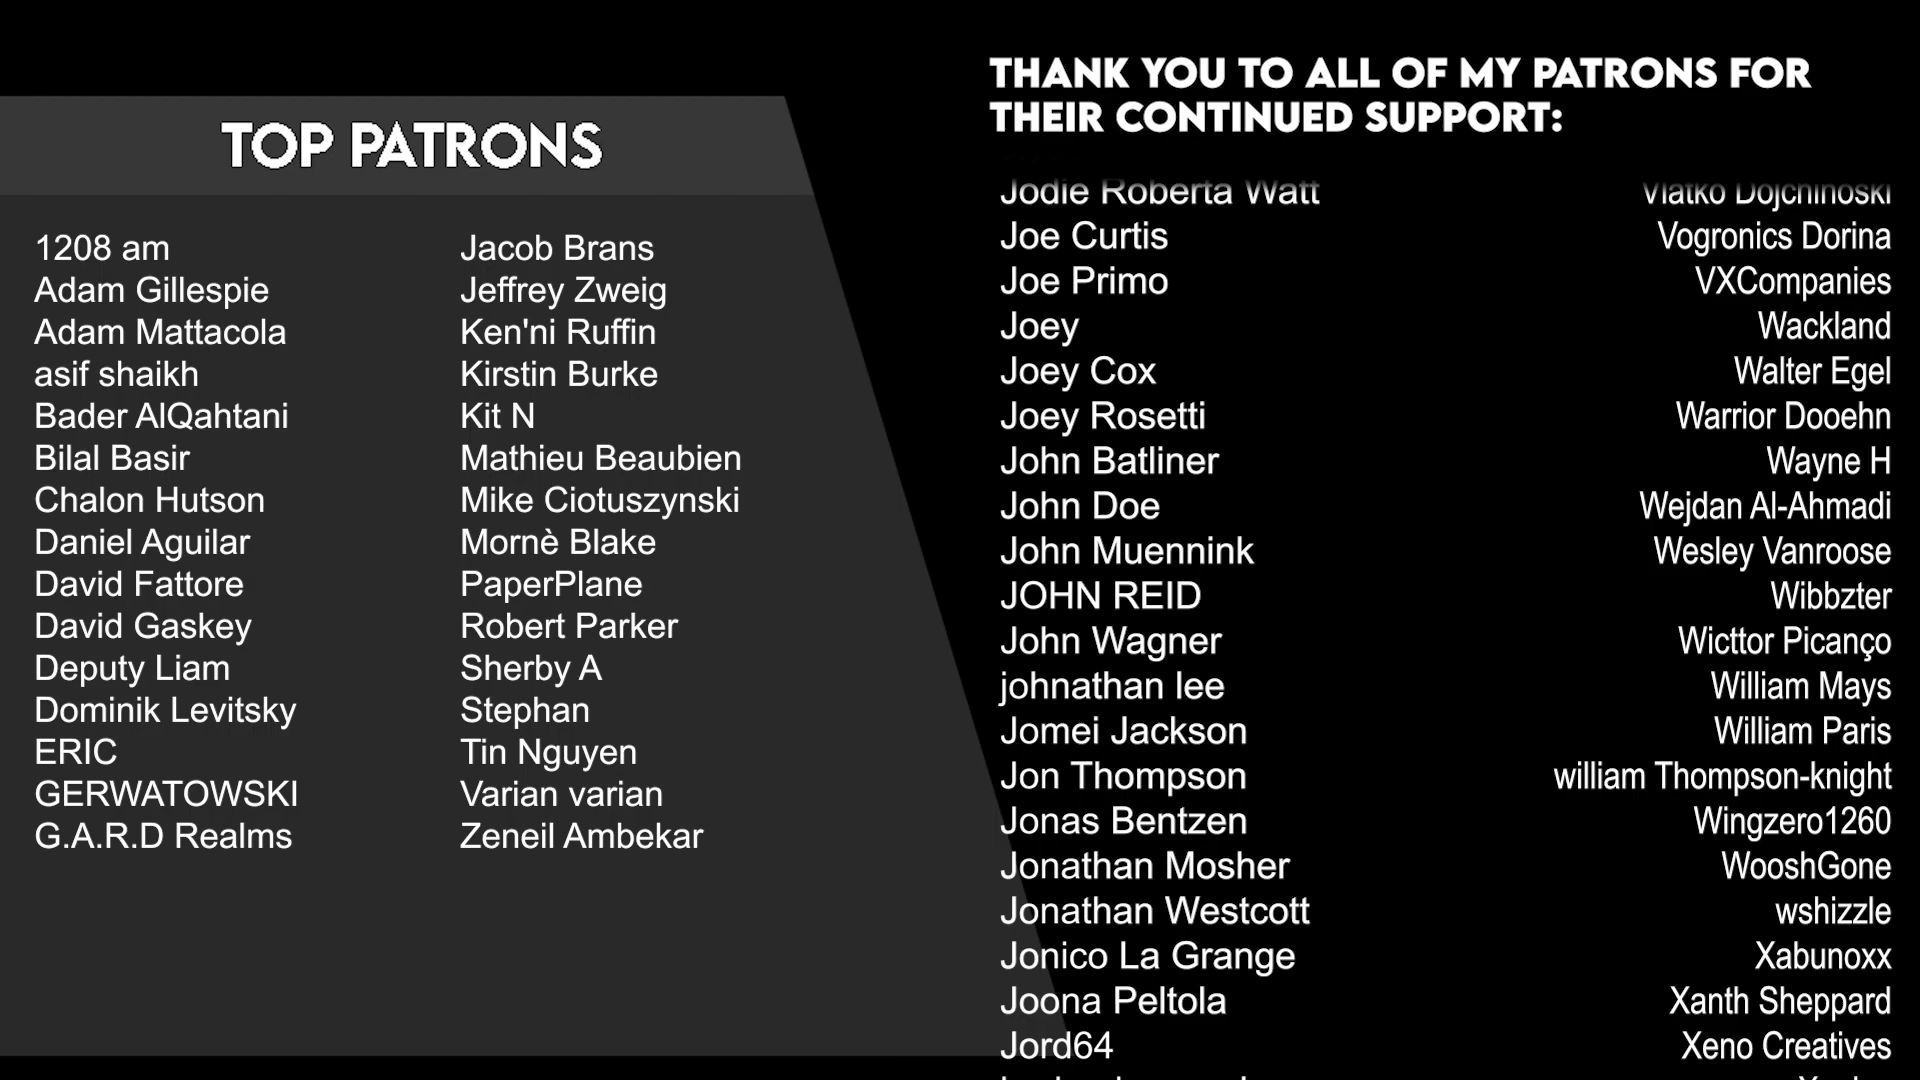 TOP PATRONS
1208 am
Adam Gillespie
Adam Mattacola
asif shaikh
Bader AlQahtani
Bilal Basir
Chalon Hutson
Daniel Aguilar
David Fattore
David Gaskey
Deputy Liam
Dominik Levitsky
ERIC
GERWATOWSKI
G.A.R.D Realms
Jacob Brans
Jeffrey Zweig
Ken'ni Ruffin
Kirstin Burke
Kit N
Mathieu Beaubien
Mike Ciotuszynski
Mornè Blake
PaperPlane
Robert Parker
Sherby A
Stephan
Tin Nguyen
Varian varian
Zeneil Ambekar
THANK YOU TO ALL OF MY PATRONS FOR
THEIR CONTINUED SUPPORT:
Jodie Roberta Watt
Joe Curtis
Joe Primo
Joey
Joey Cox
Joey Rosetti
John Batliner
John Doe
John Muennink
JOHN REID
John Wagner
johnathan lee
Jomei Jackson
Jon Thompson
Jonas Bentzen
Jonathan Mosher
Jonathan Westcott
Jonico La Grange
Joona Peltola
Jord64
Vlatko Dojchinoski
Vogronics Dorina
VXCompanies
Wackland
Walter Egel
Warrior Dooehn
Wayne H
Wejdan Al-Ahmadi
Wesley Vanroose
Wibbzter
Wicttor Picanço
William Mays
William Paris
william Thompson-knight
Wingzero1260
WooshGone
wshizzle
Xabunoxx
Xanth Sheppard
Xeno Creatives